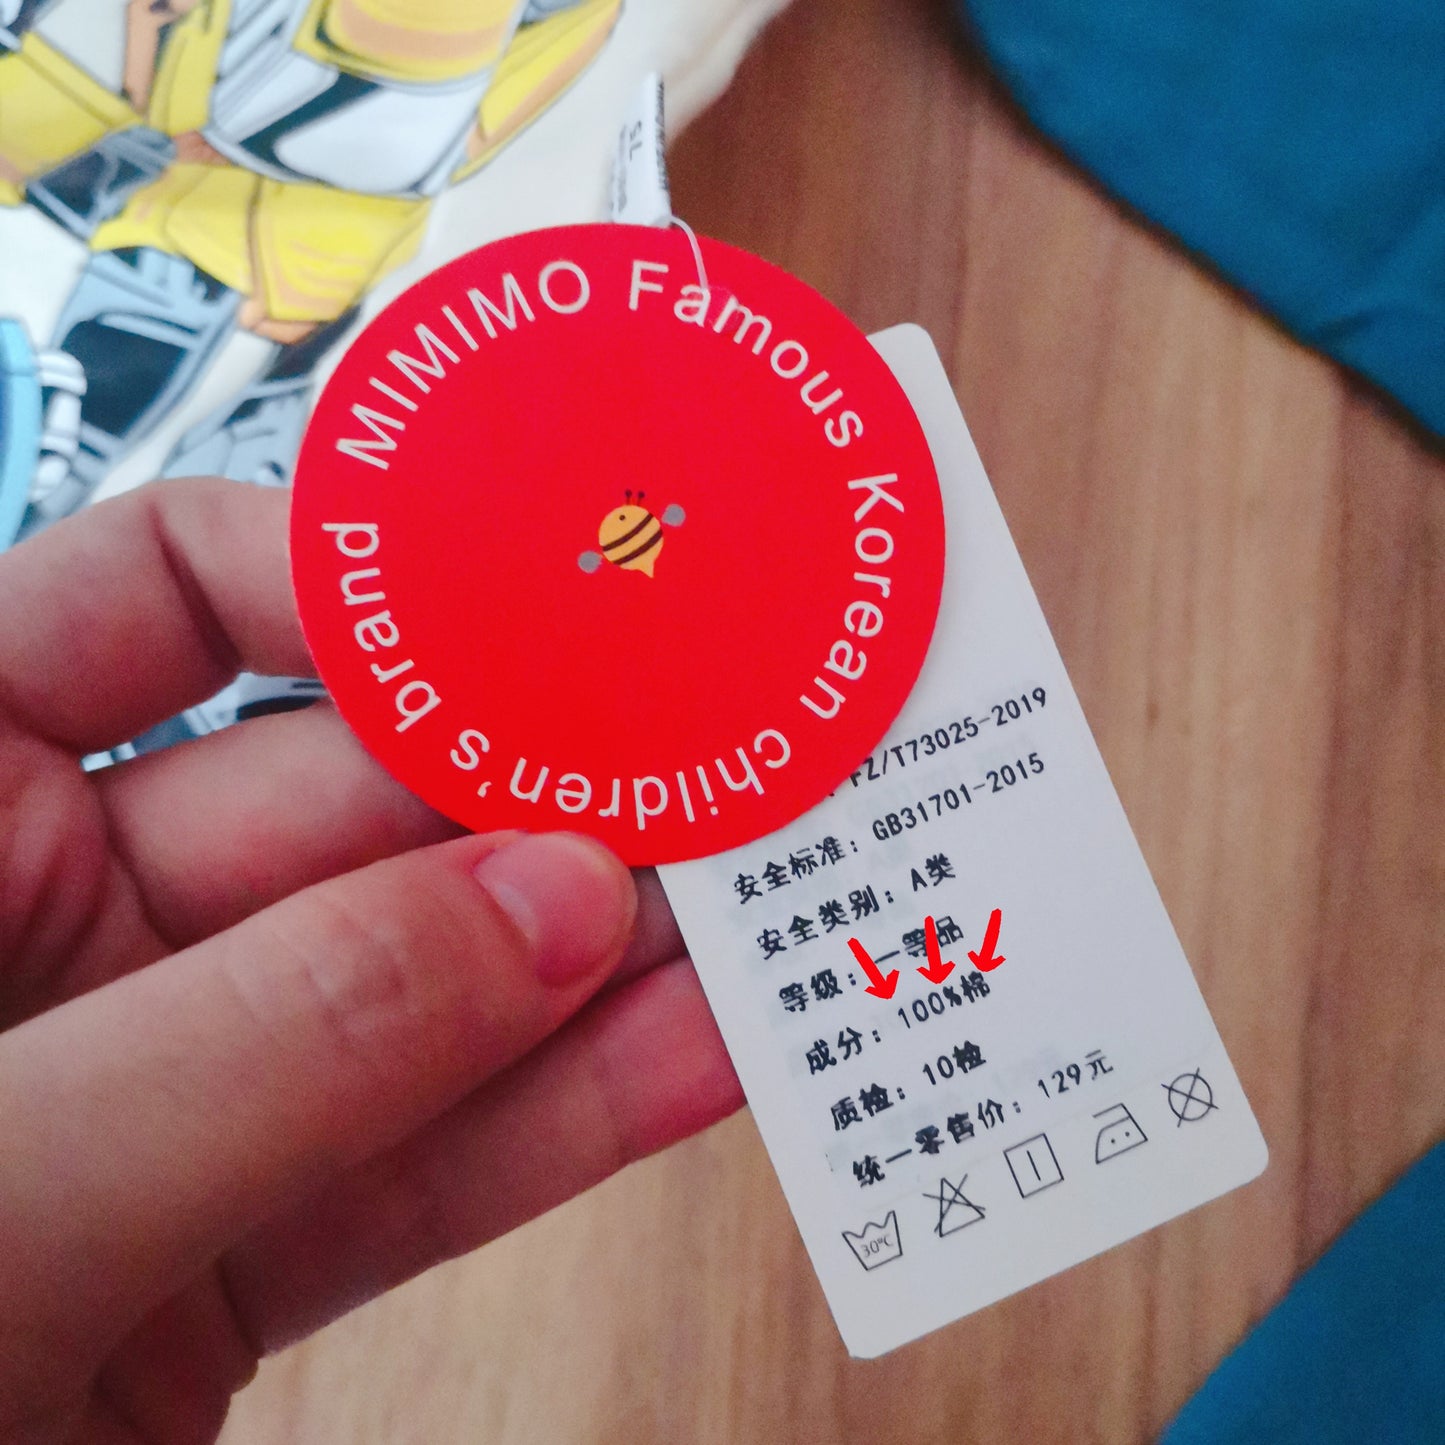 MIMIMO Famous Korean children's brand
FZ/T73025-2019
安全标准：GB31701-2015
安全类别：A类
等级：一等品
成分：100%棉
质检：10检
统一零售价：129元
30°C